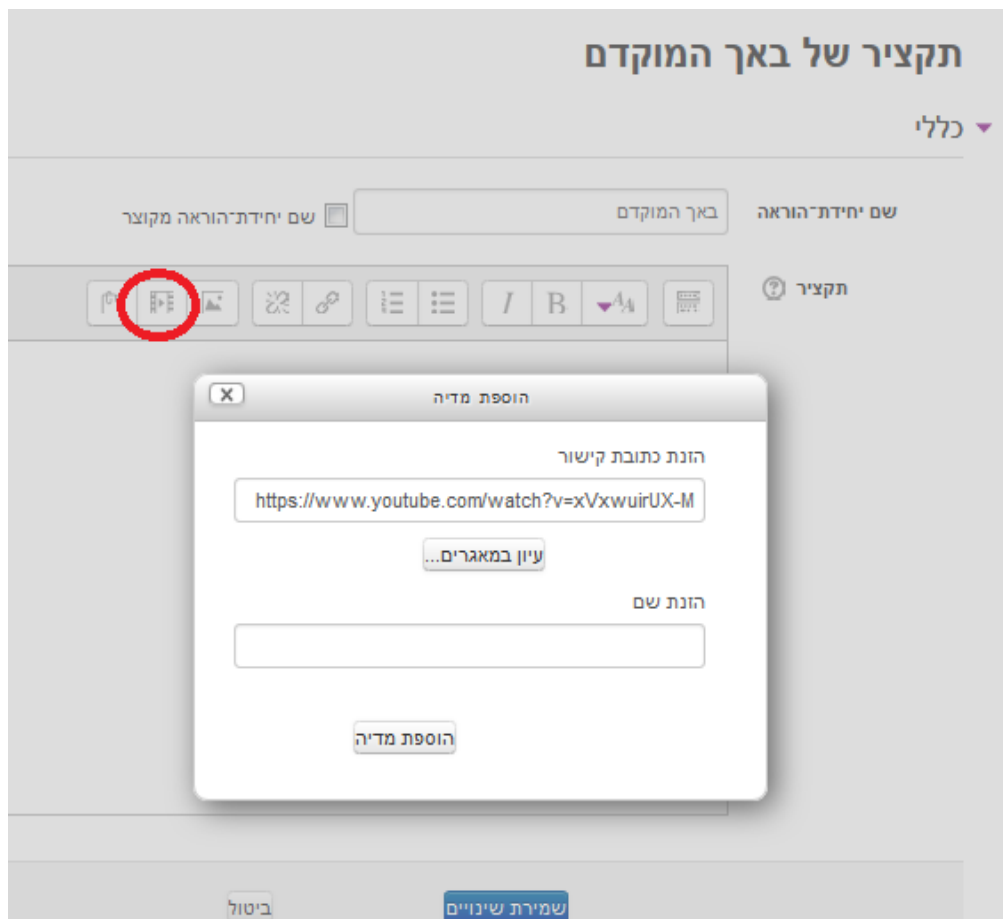 תקציר של באך המוקדם
כללי
שם יחידת־הוראה
באך המוקדם
שם יחידת־הוראה מקוצר
תקציר
הוספת מדיה
הזנת כתובת קישור
https://www.youtube.com/watch?v=xVxwuirUX-M
עיון במאגרים...
הזנת שם
הוספת מדיה
שמירת שינויים
ביטול